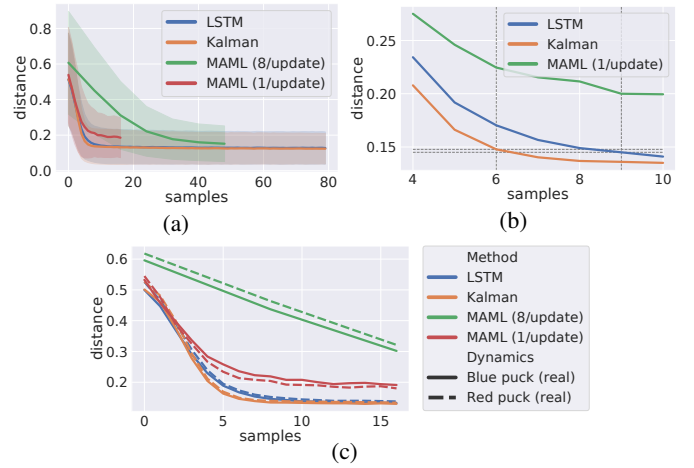 LSTM
Kalman
MAML (8/update)
MAML (1/update)
0.8
0.6
0.4
0.2
0.0
distance
0 20 40 60 80
samples
(a)
LSTM
Kalman
MAML (1/update)
0.25
0.20
0.15
distance
4 6 8 10
samples
(b)
0.6
0.5
0.4
0.3
0.2
distance
0 5 10 15
samples
Method
LSTM
Kalman
MAML (8/update)
MAML (1/update)
Dynamics
Blue puck (real)
Red puck (real)
(c)